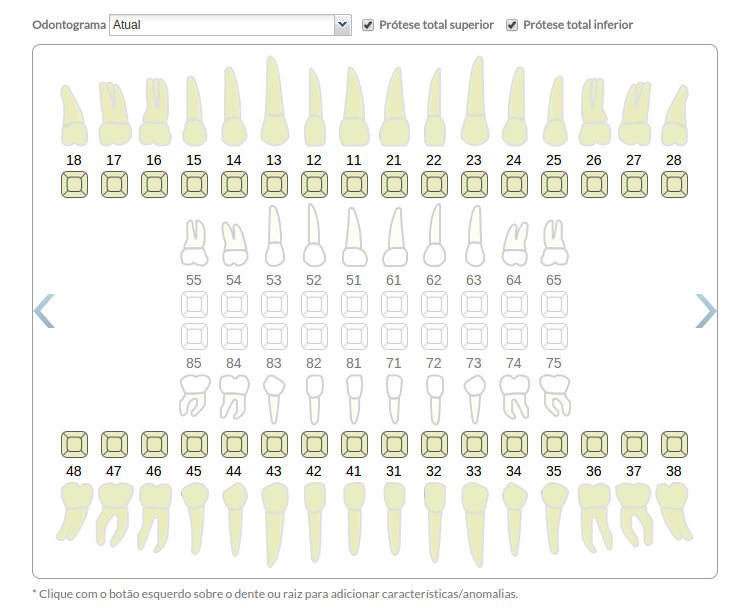 Odontograma Atual Prótese total superior Prótese total inferior
18 17 16 15 14 13 12 11 21 22 23 24 25 26 27 28
55 54 53 52 51 61 62 63 64 65
85 84 83 82 81 71 72 73 74 75
48 47 46 45 44 43 42 41 31 32 33 34 35 36 37 38
* Clique com o botão esquerdo sobre o dente ou raiz para adicionar características/anomalias.